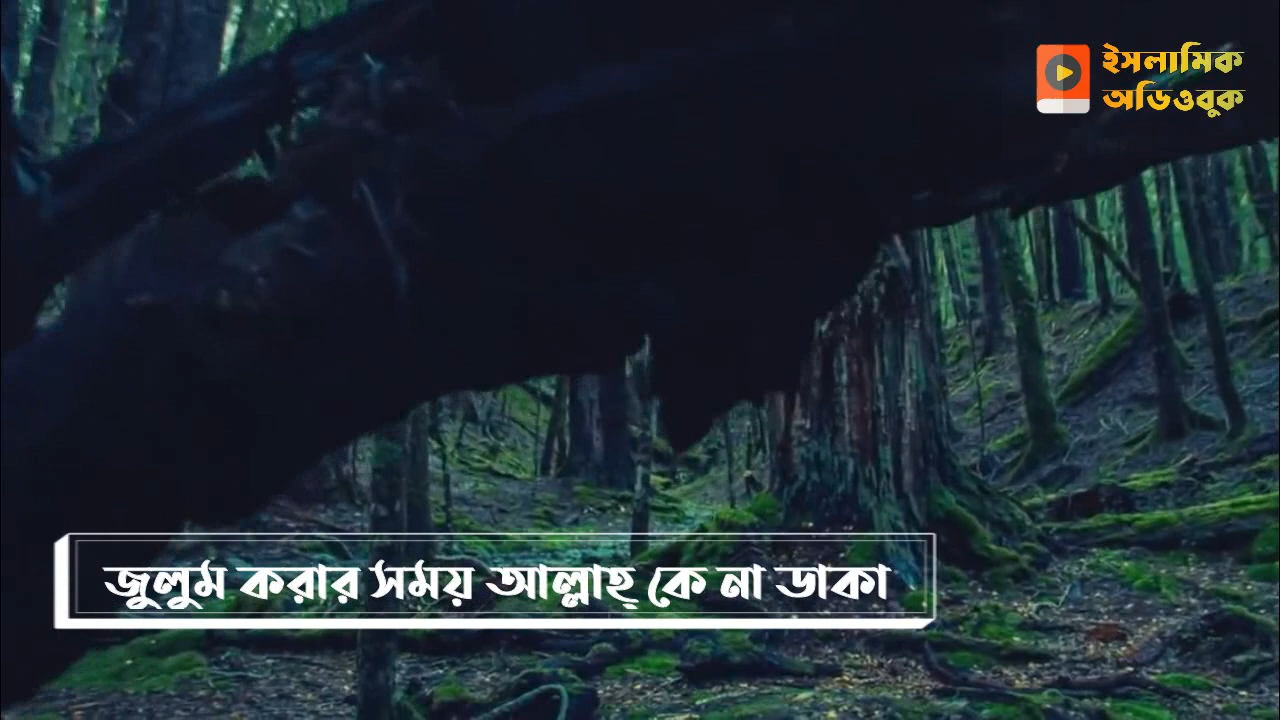 ইসলামিক
অডিওবুক
জুলুম করার সময় আল্লাহ্ কে না ডাকা